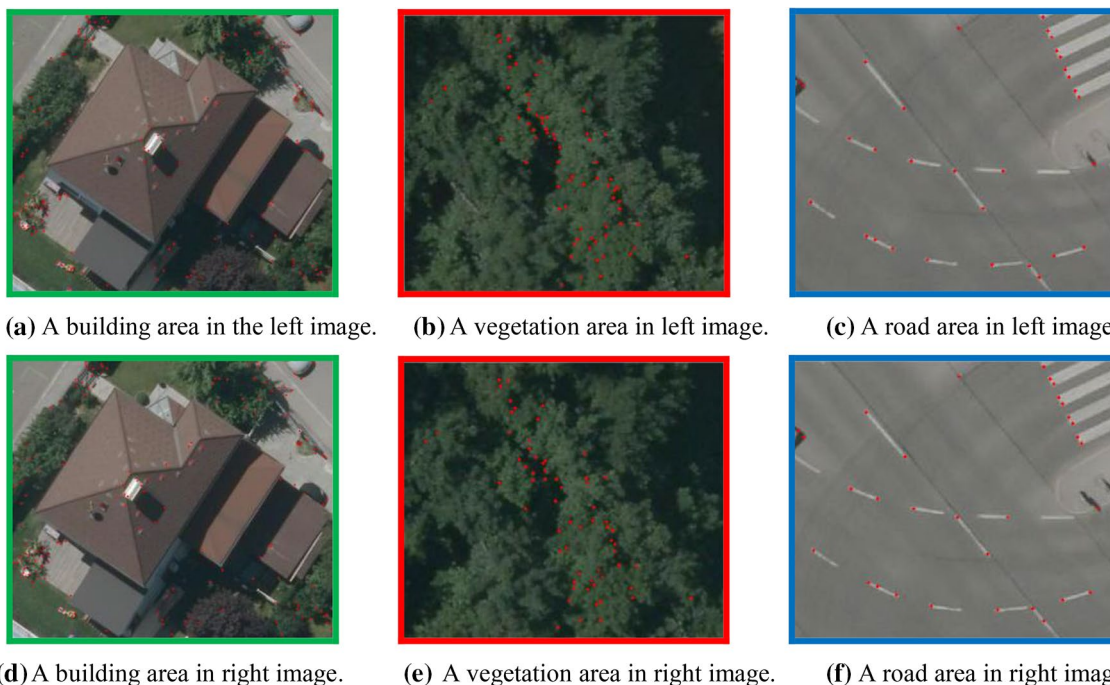 (a) A building area in the left image.
(b) A vegetation area in left image.
(c) A road area in left image
(d) A building area in right image.
(e) A vegetation area in right image.
(f) A road area in right imag